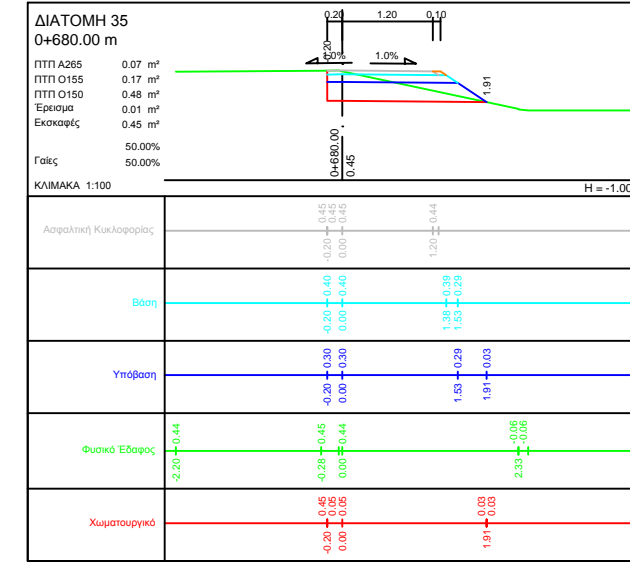 ΔΙΑΤΟΜΗ 35
0+680.00 m
ΠΤΠ Α265 0.07 m²
ΠΤΠ Ο155 0.17 m²
ΠΤΠ Ο150 0.48 m²
Έρεισμα 0.01 m²
Εκσκαφές 0.45 m²
50.00%
Γαίες 50.00%
ΚΛΙΜΑΚΑ 1:100
0.20 1.20 0.10
0.20
1.0% 1.0%
1.91
0+680.00
0.45
H = -1.00
Ασφαλτική Κυκλοφορίας
0.45 0.45 0.45 0.44
-0.20 0.00 1.20
Βάση
0.40 0.40 0.39 0.29
-0.20 0.00 1.38 1.53
Υπόβαση
0.30 0.30 0.29 0.03
-0.20 0.00 1.53 1.91
Φυσικό Έδαφος
0.44 0.45 0.44 -0.06 -0.06
-2.20 -0.28 0.00 2.33
Χωματουργικό
0.45 0.05 0.05 0.03 0.03
-0.20 0.00 1.91